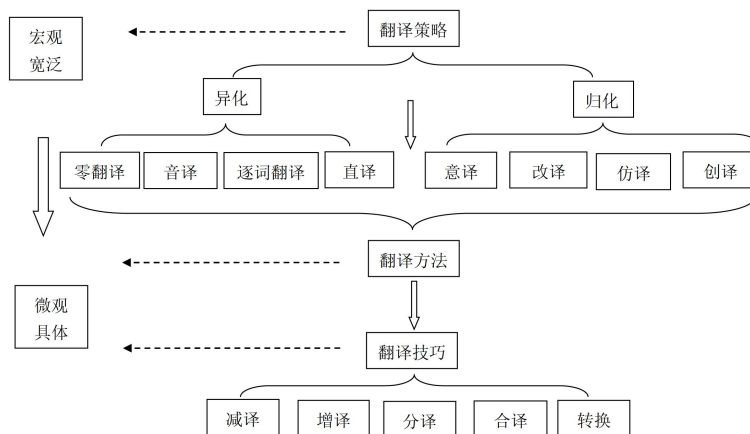 翻译策略
宏观
宽泛
异化
归化
零翻译
音译
逐词翻译
直译
意译
改译
仿译
创译
翻译方法
微观
具体
翻译技巧
减译
增译
分译
合译
转换